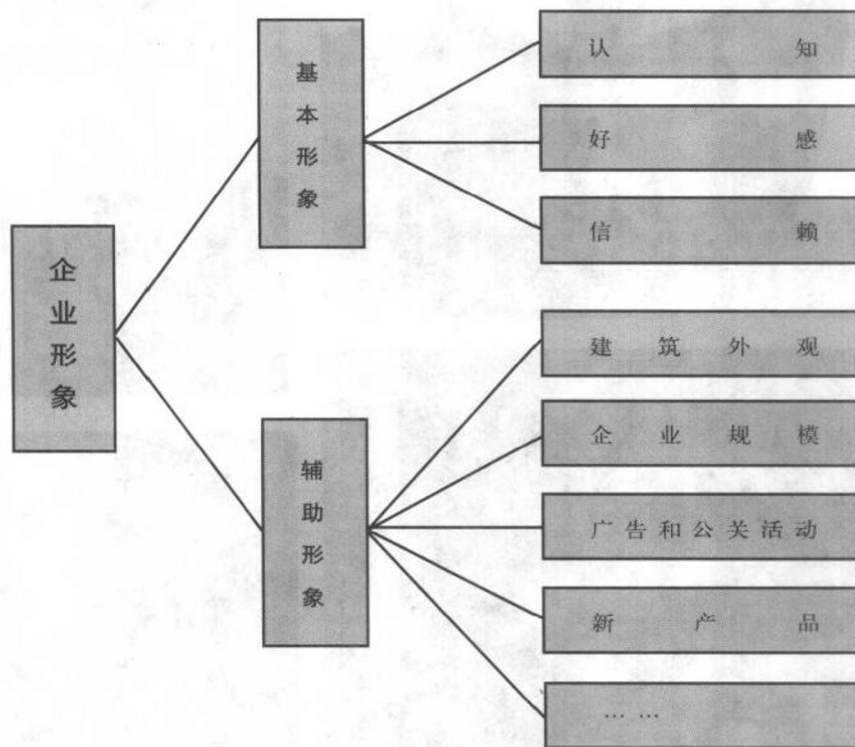 企业形象
基本形象
认知
好感
信赖
辅助形象
建筑外观
企业规模
广告和公关活动
新产品
……